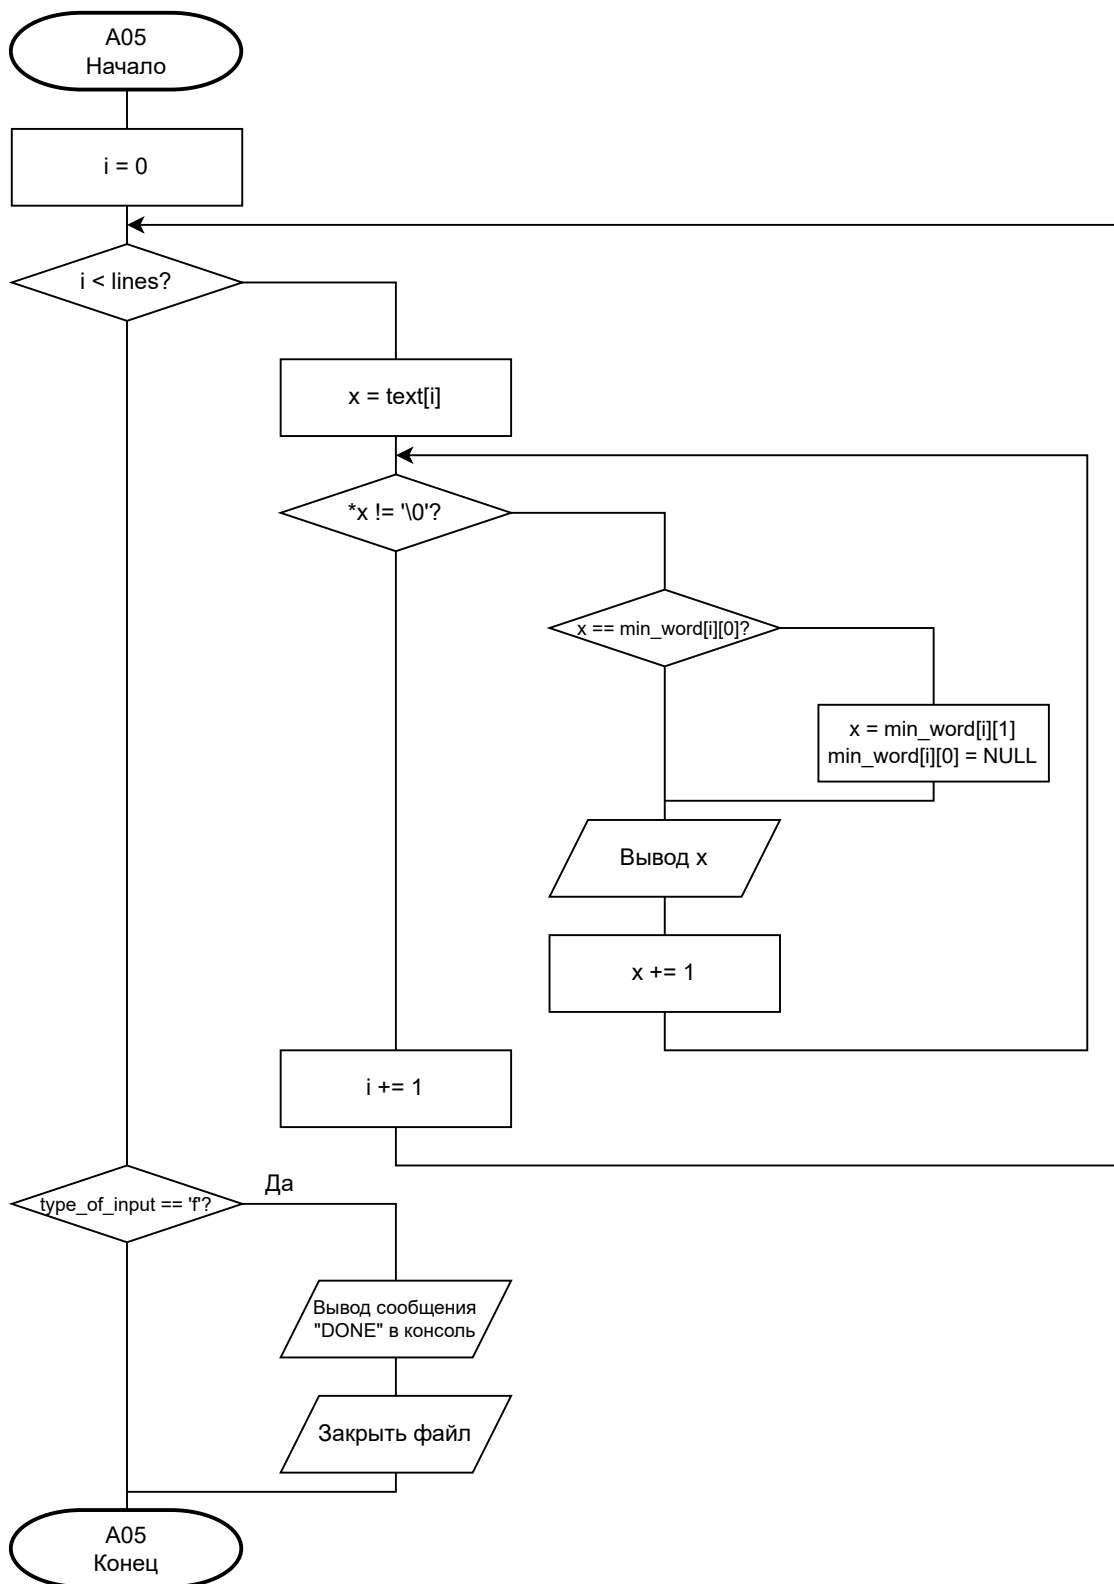 A05
Начало
i = 0
i < lines?
x = text[i]
*x != '\0'?
x == min_word[i][0]?
x = min_word[i][1]
min_word[i][0] = NULL
Вывод x
x += 1
i += 1
type_of_input == 'f'?
Да
Вывод сообщения
"DONE" в консоль
Закрыть файл
A05
Конец